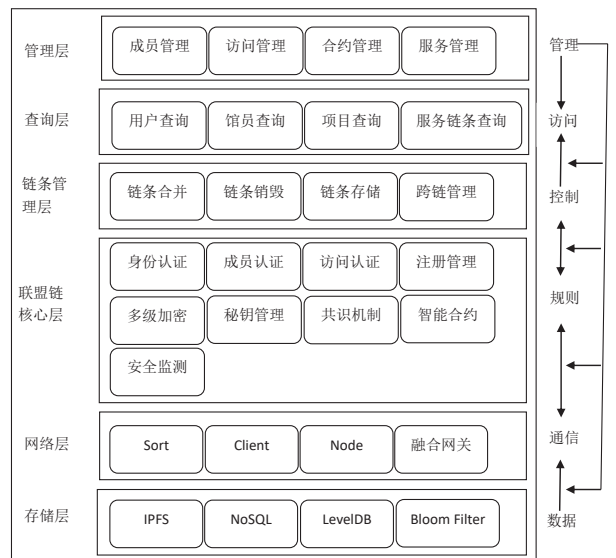 管理层
成员管理 访问管理 合约管理 服务管理
管理
查询层
用户查询 馆员查询 项目查询 服务链条查询
访问
链条管
理层
链条合并 链条销毁 链条存储 跨链管理
控制
联盟链
核心层
身份认证 成员认证 访问认证 注册管理
多级加密 秘钥管理 共识机制 智能合约
安全监测
规则
网络层
Sort Client Node 融合网关
通信
存储层
IPFS NoSQL LevelDB Bloom Filter
数据